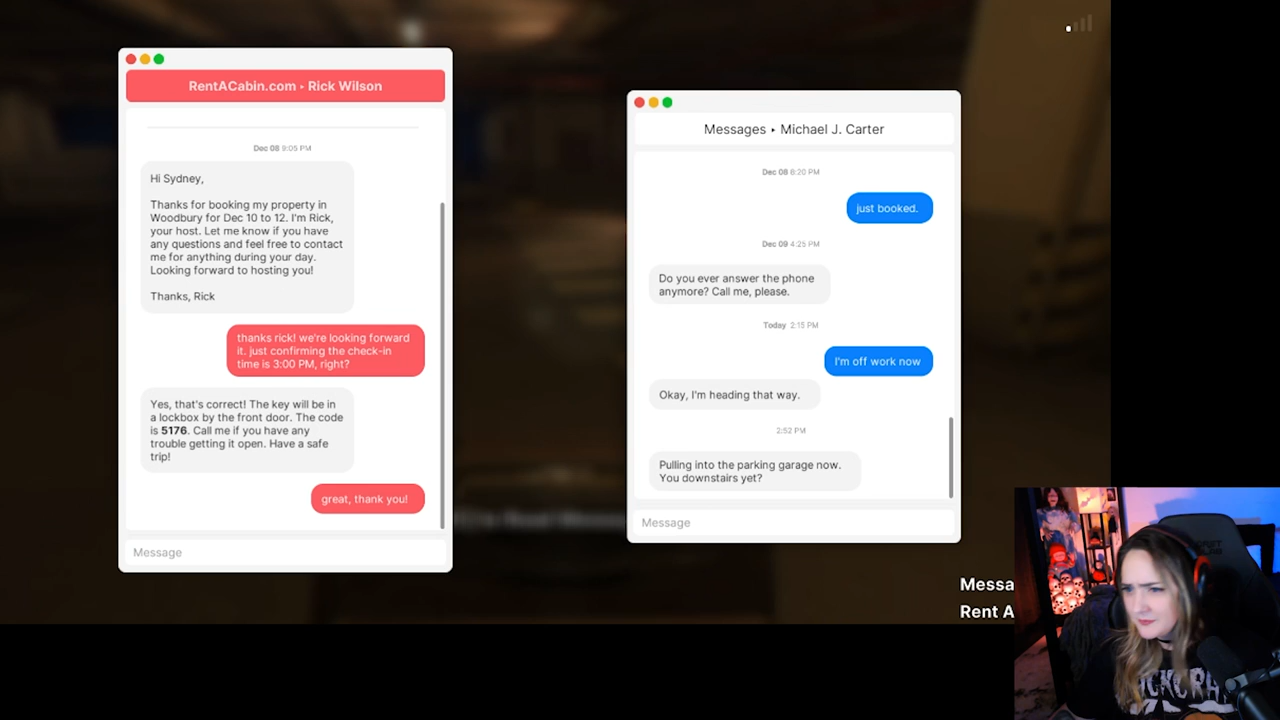 RentACabin.com ▸ Rick Wilson
Dec 08 9:05 PM
Hi Sydney,
Thanks for booking my property in
Woodbury for Dec 10 to 12. I'm Rick,
your host. Let me know if you have
any questions and feel free to contact
me for anything during your day.
Looking forward to hosting you!
Thanks, Rick
thanks rick! we're looking forward
it. just confirming the check-in
time is 3:00 PM, right?
Yes, that's correct! The key will be in
a lockbox by the front door. The code
is 5176. Call me if you have any
trouble getting it open. Have a safe
trip!
great, thank you!
Message
Messages ▸ Michael J. Carter
Dec 08 8:20 PM
just booked.
Dec 09 4:25 PM
Do you ever answer the phone
anymore? Call me, please.
Today 2:15 PM
I'm off work now
Okay, I'm heading that way.
2:52 PM
Pulling into the parking garage now.
You downstairs yet?
Message
Messa
Rent A